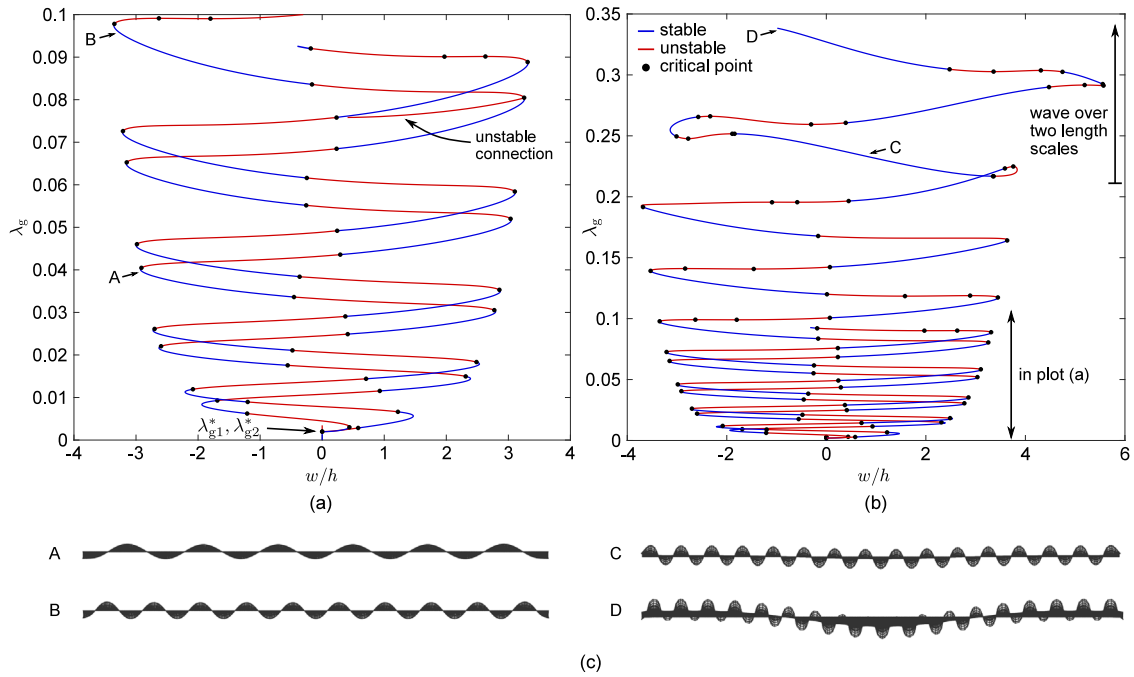 0.1
0.09
0.08
0.07
0.06
0.05
0.04
0.03
0.02
0.01
0
λg
B
A
unstable
connection
λ*g1, λ*g2
-4 -3 -2 -1 0 1 2 3 4
w/h
(a)
0.35
0.3
0.25
0.2
0.15
0.1
0.05
0
λg
stable
unstable
critical point
D
C
wave over
two length
scales
in plot (a)
-4 -2 0 2 4 6
w/h
(b)
A
B
C
D
(c)